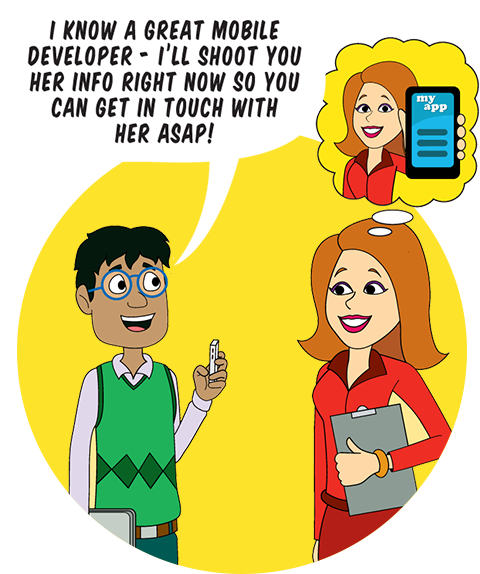 I KNOW A GREAT MOBILE
DEVELOPER - I'LL SHOOT YOU
HER INFO RIGHT NOW SO YOU
CAN GET IN TOUCH WITH
HER ASAP!
my
app